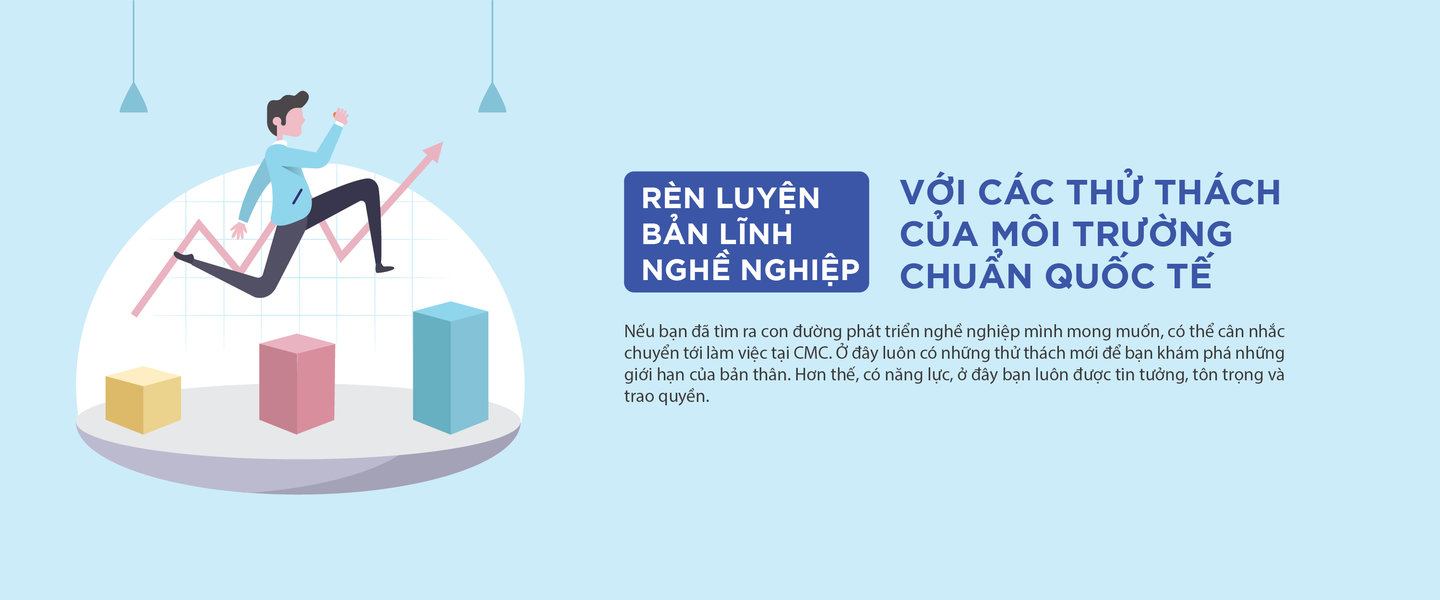 RÈN LUYỆN
BẢN LĨNH
NGHỀ NGHIỆP
VỚI CÁC THỬ THÁCH
CỦA MÔI TRƯỜNG
CHUẨN QUỐC TẾ
Nếu bạn đã tìm ra con đường phát triển nghề nghiệp mình mong muốn, có thể cân nhắc
chuyển tới làm việc tại CMC. Ở đây luôn có những thử thách mới để bạn khám phá những
giới hạn của bản thân. Hơn thế, có năng lực, ở đây bạn luôn được tin tưởng, tôn trọng và
trao quyền.